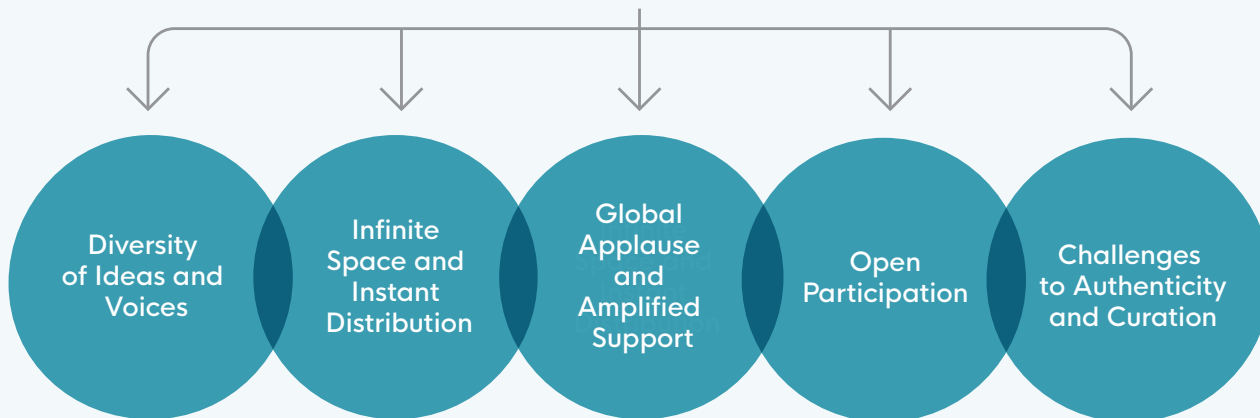 Diversity
of Ideas and
Voices
Infinite
Space and
Instant
Distribution
Global
Applause
and
Amplified
Support
Open
Participation
Challenges
to Authenticity
and Curation